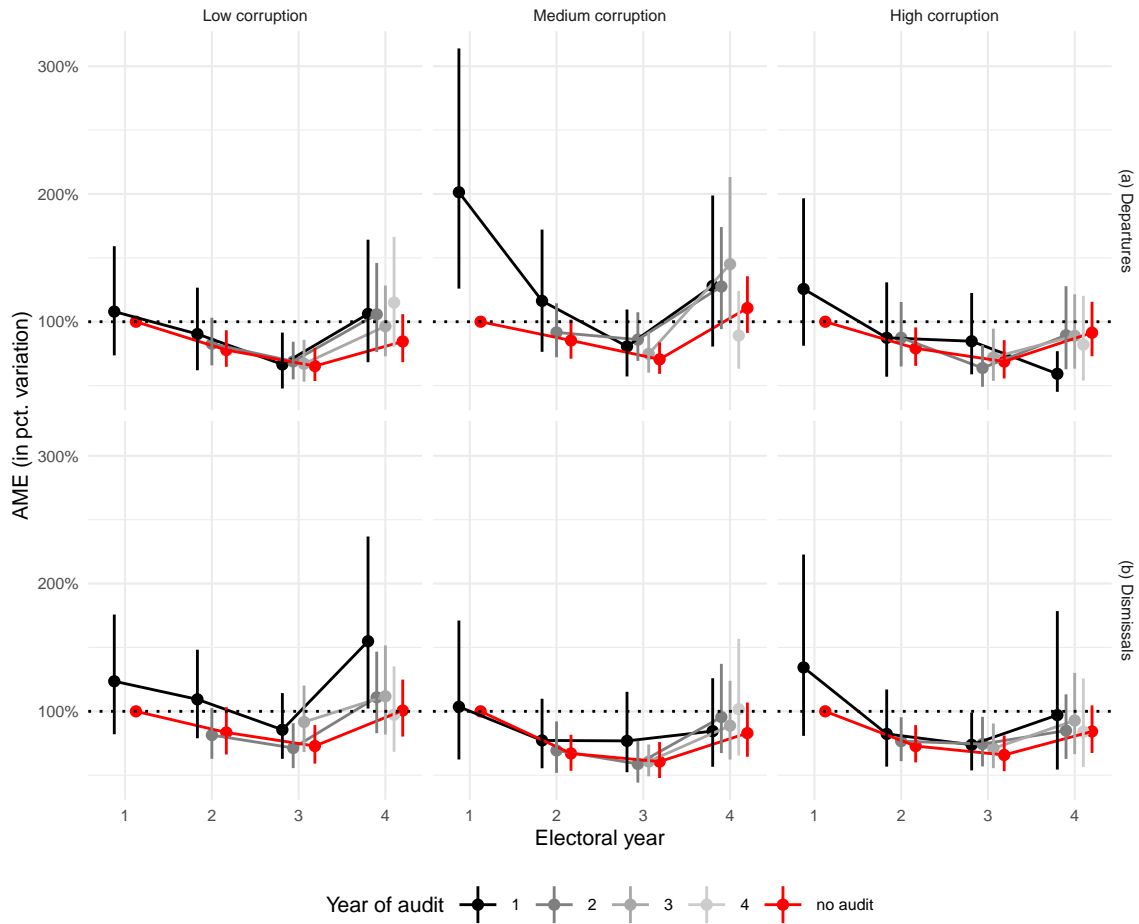 Low corruption
Medium corruption
High corruption
300%
200%
100%
(a) Departures
AME (in pct. variation)
300%
200%
100%
(b) Dismissals
1 2 3 4
1 2 3 4
1 2 3 4
Electoral year
Year of audit 1 2 3 4 no audit